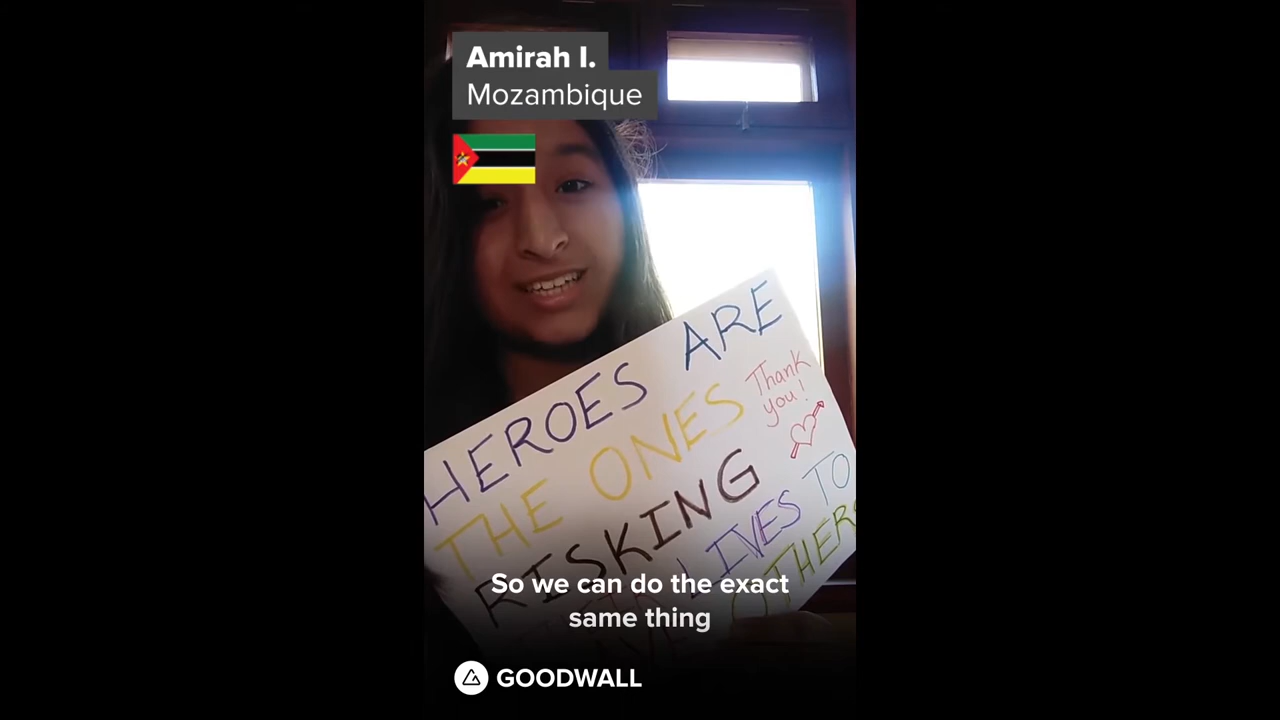 Amirah I.
Mozambique
HEROES ARE
THE ONES
Thank
you!
RISKING
LIVES TO
OTHERS
So we can do the exact
same thing
GOODWALL